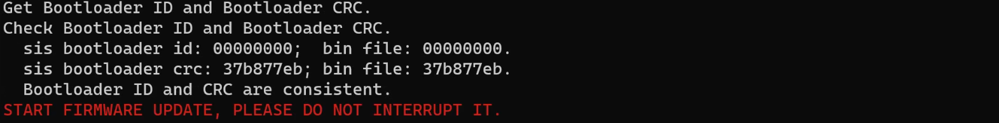 Get Bootloader ID and Bootloader CRC.
Check Bootloader ID and Bootloader CRC.
  sis bootloader id: 00000000;  bin file: 00000000.
  sis bootloader crc: 37b877eb; bin file: 37b877eb.
  Bootloader ID and CRC are consistent.
START FIRMWARE UPDATE, PLEASE DO NOT INTERRUPT IT.